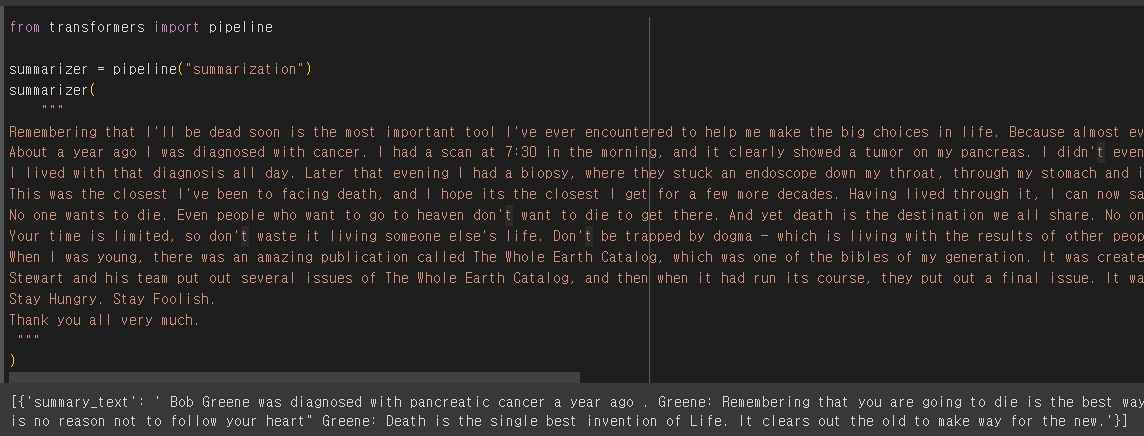 from transformers import pipeline
summarizer = pipeline("summarization")
summarizer(
"""
Remembering that I'll be dead soon is the most important tool I've ever encountered to help me make the big choices in life. Because almost ev
About a year ago I was diagnosed with cancer. I had a scan at 7:30 in the morning, and it clearly showed a tumor on my pancreas. I didn't even
I lived with that diagnosis all day. Later that evening I had a biopsy, where they stuck an endoscope down my throat, through my stomach and i
This was the closest I've been to facing death, and I hope its the closest I get for a few more decades. Having lived through it, I can now sa
No one wants to die. Even people who want to go to heaven don't want to die to get there. And yet death is the destination we all share. No on
Your time is limited, so don't waste it living someone else's life. Don't be trapped by dogma – which is living with the results of other peop
When I was young, there was an amazing publication called The Whole Earth Catalog, which was one of the bibles of my generation. It was create
Stewart and his team put out several issues of The Whole Earth Catalog, and then when it had run its course, they put out a final issue. It wa
Stay Hungry. Stay Foolish.
Thank you all very much.
"""
)
[{'summary_text': ' Bob Greene was diagnosed with pancreatic cancer a year ago . Greene: Remembering that you are going to die is the best way
is no reason not to follow your heart" Greene: Death is the single best invention of Life. It clears out the old to make way for the new.'}]